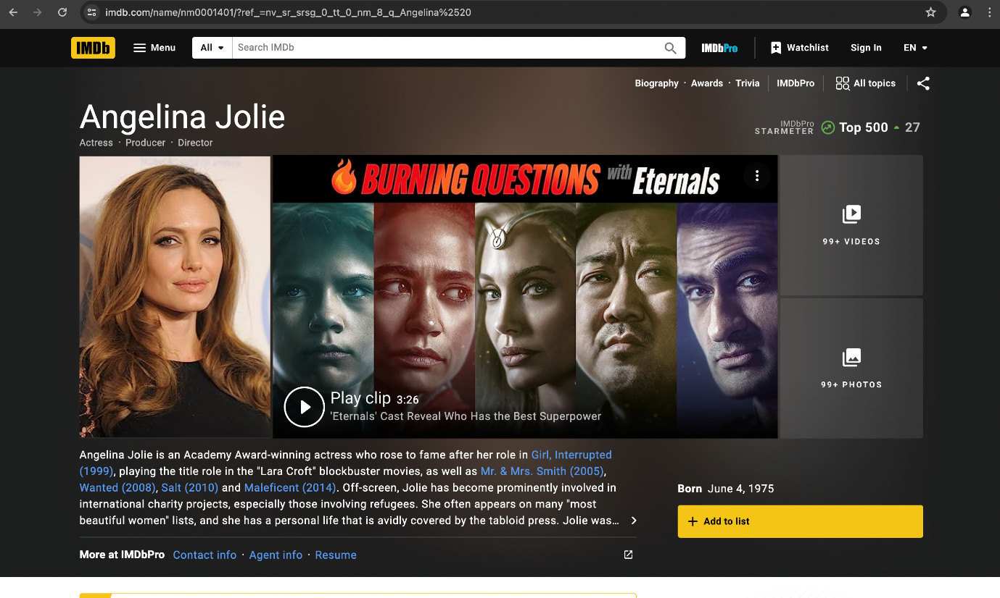 imdb.com/name/nm0001401/?ref_=nv_sr_srsg_0_tt_0_nm_8_q_Angelina%2520
IMDb Menu All Search IMDb IMDbPro Watchlist Sign In EN
Biography · Awards · Trivia IMDbPro All topics
Angelina Jolie
Actress · Producer · Director
IMDbPro
STARMETER Top 500 27
BURNING QUESTIONS with Eternals
99+ VIDEOS
99+ PHOTOS
Play clip 3:26
'Eternals' Cast Reveal Who Has the Best Superpower
Angelina Jolie is an Academy Award-winning actress who rose to fame after her role in Girl, Interrupted
(1999), playing the title role in the "Lara Croft" blockbuster movies, as well as Mr. & Mrs. Smith (2005),
Wanted (2008), Salt (2010) and Maleficent (2014). Off-screen, Jolie has become prominently involved in
international charity projects, especially those involving refugees. She often appears on many "most
beautiful women" lists, and she has a personal life that is avidly covered by the tabloid press. Jolie was...
Born June 4, 1975
+ Add to list
More at IMDbPro Contact info · Agent info · Resume